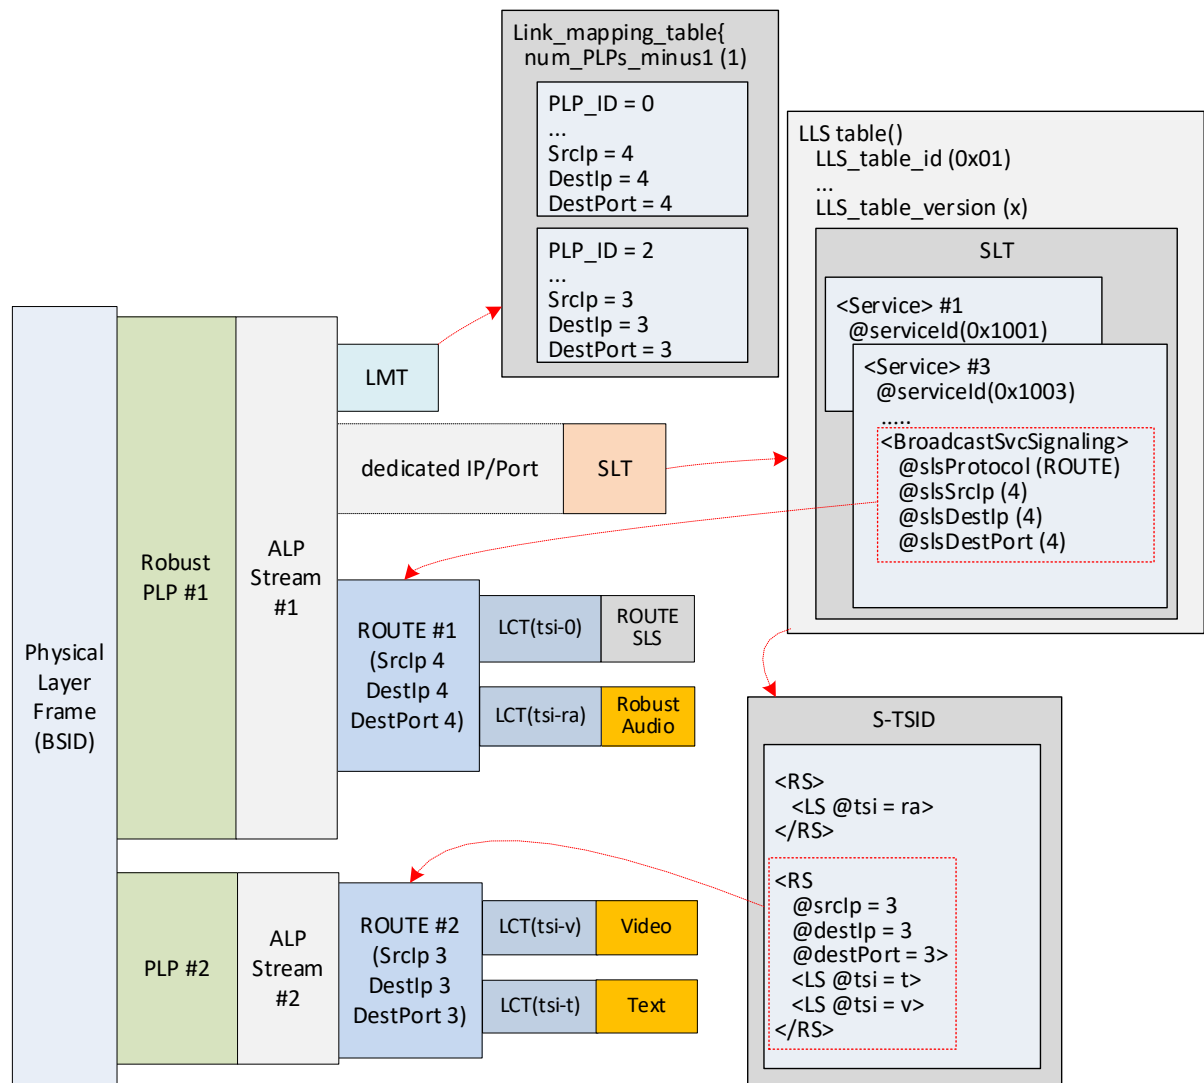 Link_mapping_table{
num_PLPs_minus1 (1)
PLP_ID = 0
...
SrcIp = 4
DestIp = 4
DestPort = 4
PLP_ID = 2
...
SrcIp = 3
DestIp = 3
DestPort = 3
LLS table()
LLS_table_id (0x01)
...
LLS_table_version (x)
SLT
<Service> #1
@serviceId(0x1001)
<Service> #3
@serviceId(0x1003)
.....
<BroadcastSvcSignaling>
@slsProtocol (ROUTE)
@slsSrcIp (4)
@slsDestIp (4)
@slsDestPort (4)
Physical
Layer
Frame
(BSID)
Robust
PLP #1
ALP
Stream
#1
LMT
dedicated IP/Port
SLT
ROUTE #1
(SrcIp 4
DestIp 4
DestPort 4)
LCT(tsi-0)
ROUTE
SLS
LCT(tsi-ra)
Robust
Audio
PLP #2
ALP
Stream
#2
ROUTE #2
(SrcIp 3
DestIp 3
DestPort 3)
LCT(tsi-v)
Video
LCT(tsi-t)
Text
S-TSID
<RS>
<LS @tsi = ra>
</RS>
<RS
@srcIp = 3
@destIp = 3
@destPort = 3>
<LS @tsi = t>
<LS @tsi = v>
</RS>